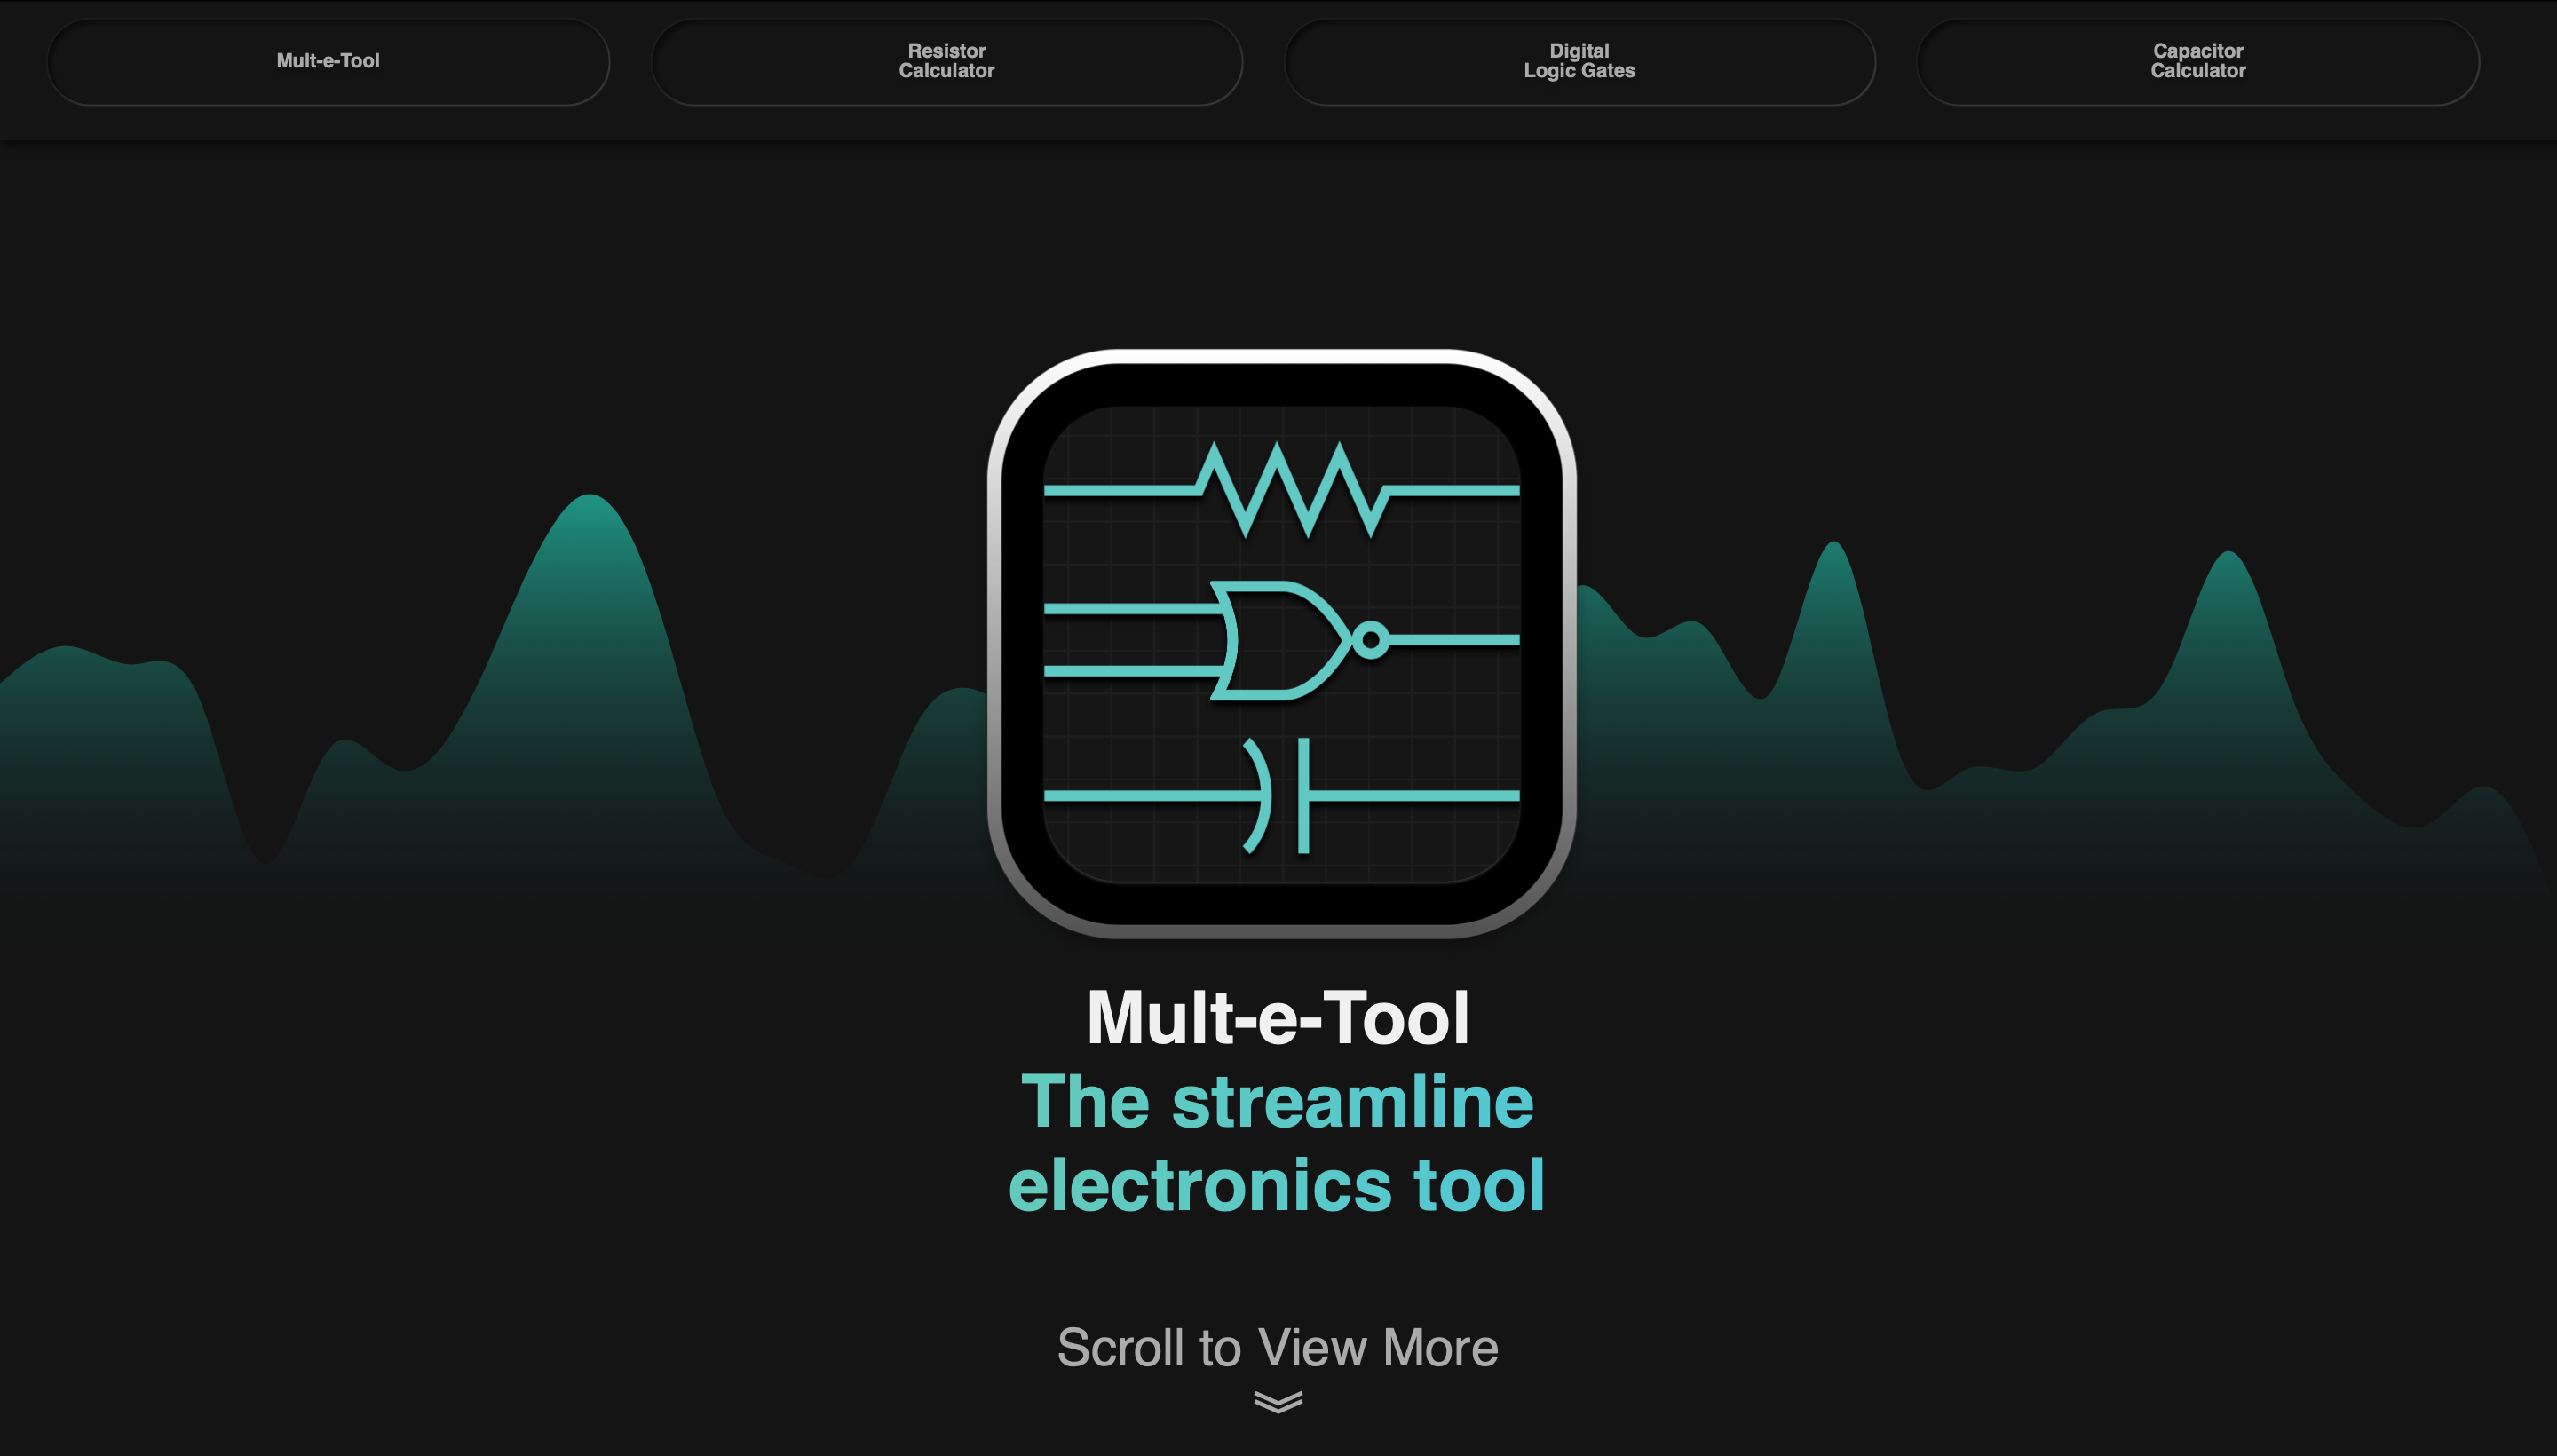 Mult-e-Tool
Resistor
Calculator
Digital
Logic Gates
Capacitor
Calculator
Mult-e-Tool
The streamline
electronics tool
Scroll to View More